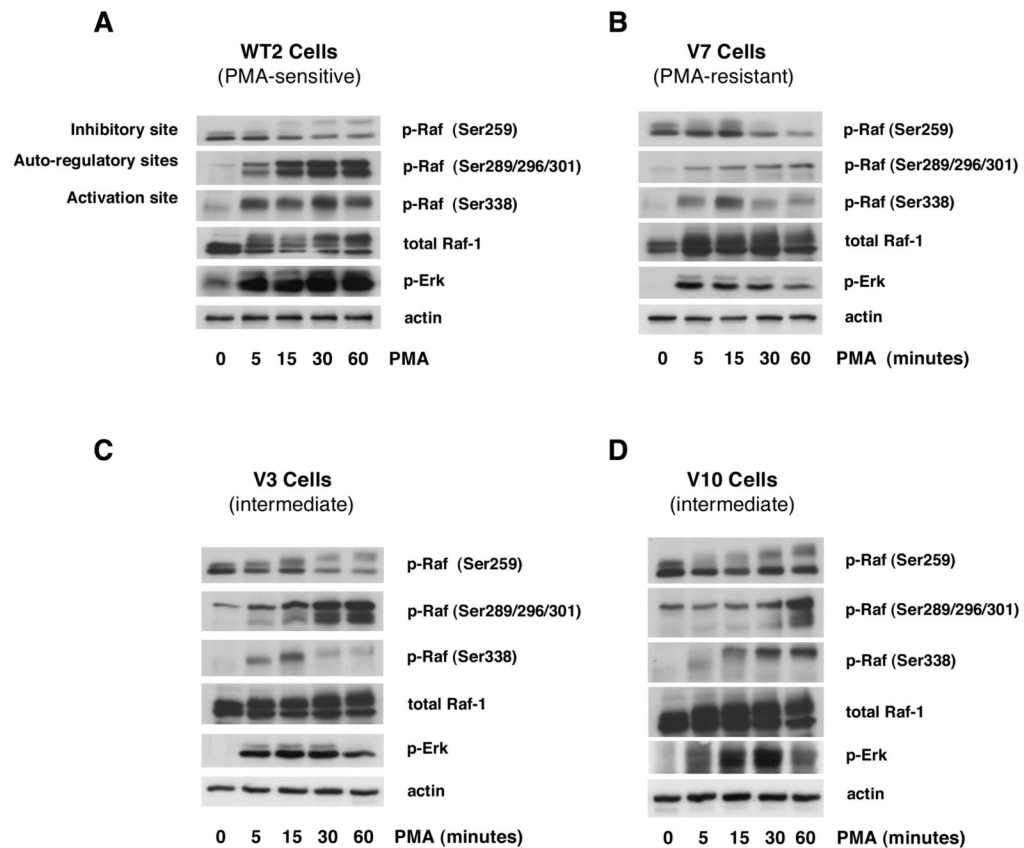 A
WT2 Cells
(PMA-sensitive)
Inhibitory site
p-Raf (Ser259)
Auto-regulatory sites
p-Raf (Ser289/296/301)
Activation site
p-Raf (Ser338)
total Raf-1
p-Erk
actin
0 5 15 30 60 PMA
B
V7 Cells
(PMA-resistant)
p-Raf (Ser259)
p-Raf (Ser289/296/301)
p-Raf (Ser338)
total Raf-1
p-Erk
actin
0 5 15 30 60 PMA (minutes)
C
V3 Cells
(intermediate)
p-Raf (Ser259)
p-Raf (Ser289/296/301)
p-Raf (Ser338)
total Raf-1
p-Erk
actin
0 5 15 30 60 PMA (minutes)
D
V10 Cells
(intermediate)
p-Raf (Ser259)
p-Raf (Ser289/296/301)
p-Raf (Ser338)
total Raf-1
p-Erk
actin
0 5 15 30 60 PMA (minutes)